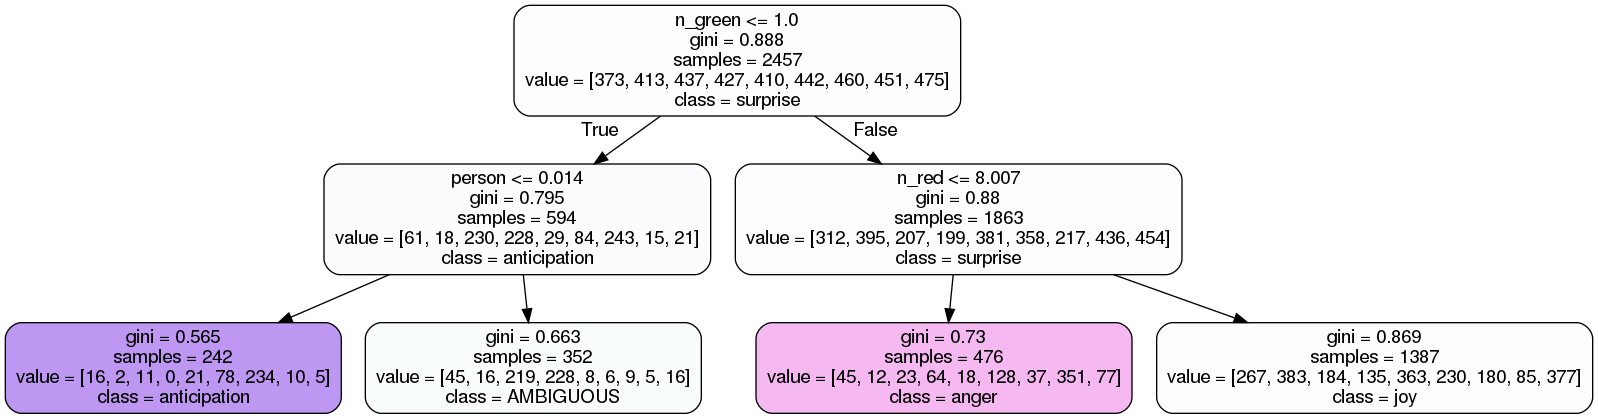 n_green <= 1.0
gini = 0.888
samples = 2457
value = [373, 413, 437, 427, 410, 442, 460, 451, 475]
class = surprise
True
False
person <= 0.014
gini = 0.795
samples = 594
value = [61, 18, 230, 228, 29, 84, 243, 15, 21]
class = anticipation
n_red <= 8.007
gini = 0.88
samples = 1863
value = [312, 395, 207, 199, 381, 358, 217, 436, 454]
class = surprise
gini = 0.565
samples = 242
value = [16, 2, 11, 0, 21, 78, 234, 10, 5]
class = anticipation
gini = 0.663
samples = 352
value = [45, 16, 219, 228, 8, 6, 9, 5, 16]
class = AMBIGUOUS
gini = 0.73
samples = 476
value = [45, 12, 23, 64, 18, 128, 37, 351, 77]
class = anger
gini = 0.869
samples = 1387
value = [267, 383, 184, 135, 363, 230, 180, 85, 377]
class = joy